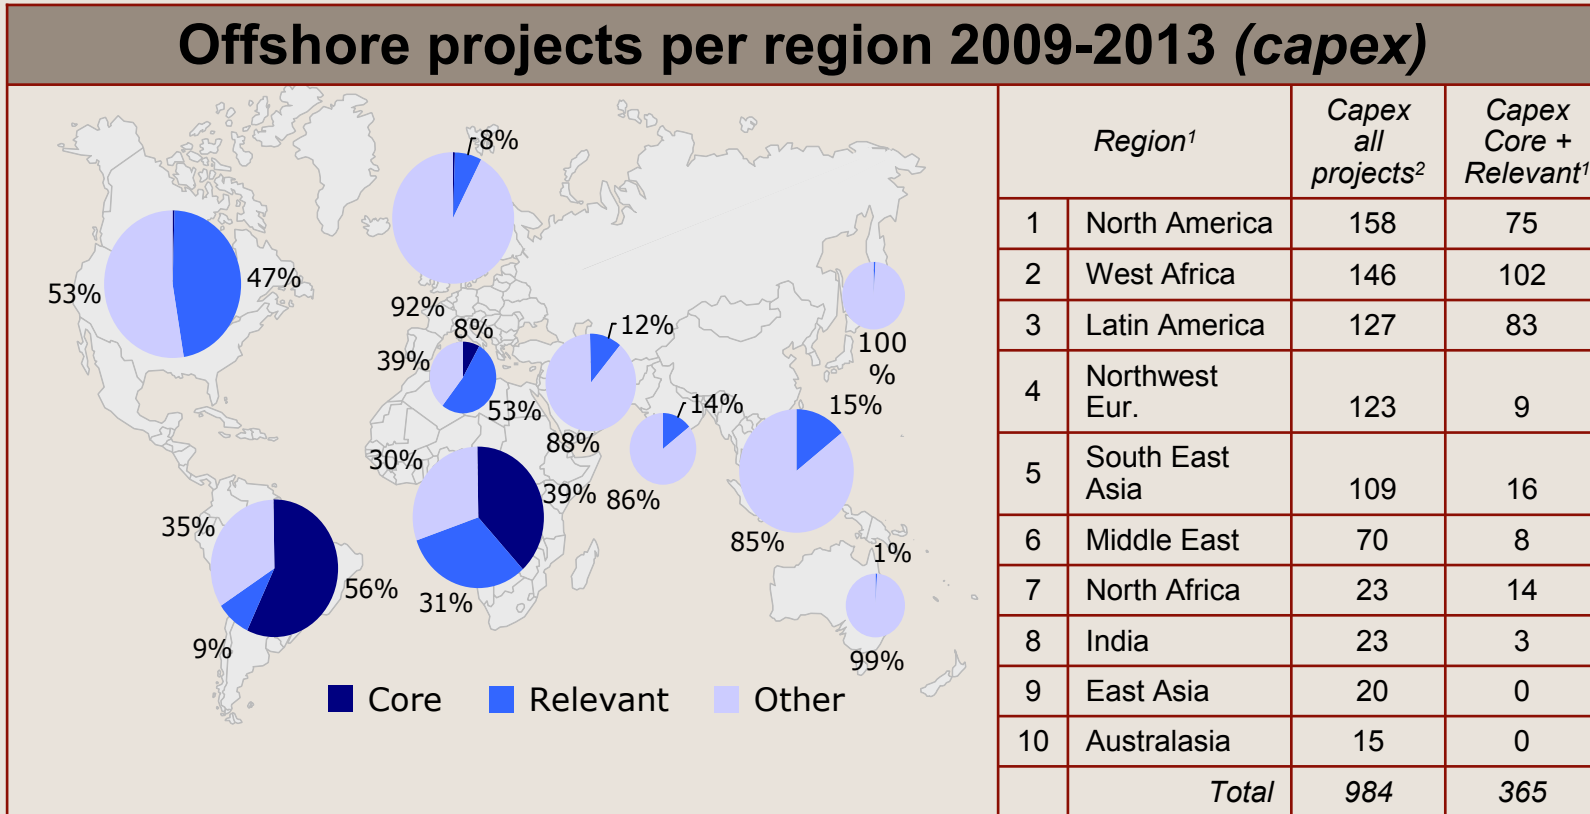 Offshore projects per region 2009-2013 (capex)
8%
47%
53%
92%
8%
39%
53%
12%
88%
100
%
14%
86%
15%
85%
30%
39%
31%
35%
56%
9%
1%
99%
Core Relevant Other
Region1
Capex
all
projects2
Capex
Core +
Relevant1
1 North America 158 75
2 West Africa 146 102
3 Latin America 127 83
4 Northwest
Eur. 123 9
5 South East
Asia 109 16
6 Middle East 70 8
7 North Africa 23 14
8 India 23 3
9 East Asia 20 0
10 Australasia 15 0
Total 984 365